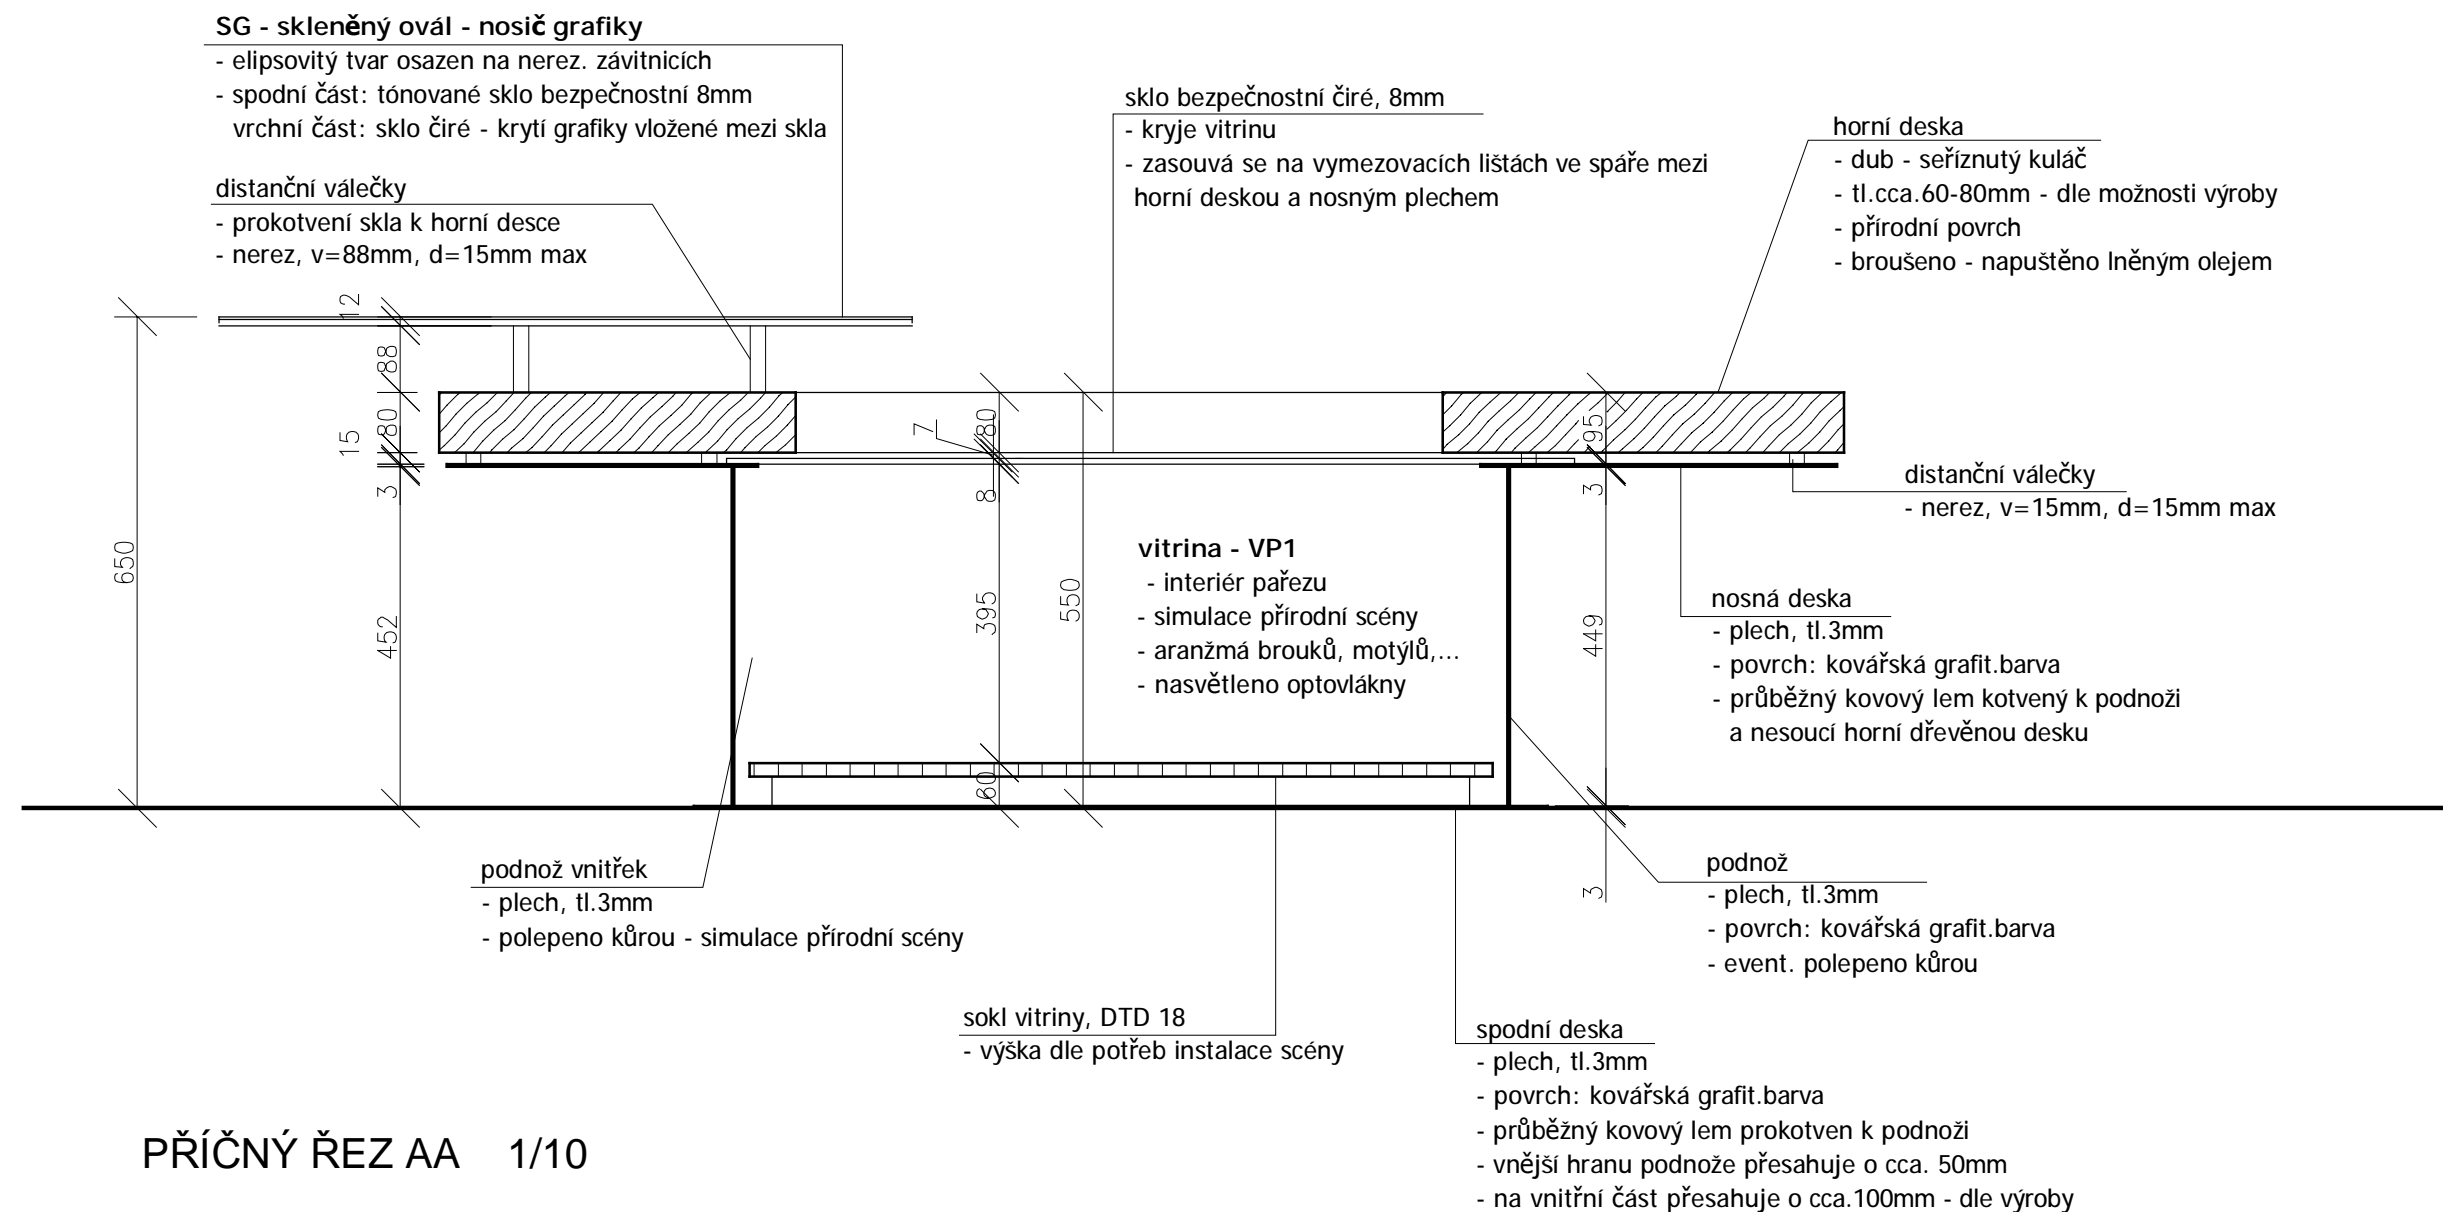 SG - skleněný ovál - nosič grafiky
- elipsovitý tvar osazen na nerez. závitnicích
- spodní část: tónované sklo bezpečnostní 8mm
vrchní část: sklo čiré - krytí grafiky vložené mezi skla
distanční válečky
- prokotvení skla k horní desce
- nerez, v=88mm, d=15mm max
sklo bezpečnostní čiré, 8mm
- kryje vitrinu
- zasouvá se na vymezovacích lištách ve spáře mezi
horní deskou a nosným plechem
horní deska
- dub - seříznutý kuláč
- tl.cca.60-80mm - dle možnosti výroby
- přírodní povrch
- broušeno - napuštěno lněným olejem
650
12
88
80
15
3
452
7
80
8
395
60
550
95
3
449
3
distanční válečky
- nerez, v=15mm, d=15mm max
vitrina - VP1
- interiér pařezu
- simulace přírodní scény
- aranžmá brouků, motýlů,...
- nasvětleno optovlákny
nosná deska
- plech, tl.3mm
- povrch: kovářská grafit.barva
- průběžný kovový lem kotvený k podnoži
a nesoucí horní dřevěnou desku
podnož vnitřek
- plech, tl.3mm
- polepeno kůrou - simulace přírodní scény
podnož
- plech, tl.3mm
- povrch: kovářská grafit.barva
- event. polepeno kůrou
sokl vitriny, DTD 18
- výška dle potřeb instalace scény
spodní deska
- plech, tl.3mm
- povrch: kovářská grafit.barva
- průběžný kovový lem prokotven k podnoži
- vnější hranu podnože přesahuje o cca. 50mm
- na vnitřní část přesahuje o cca.100mm - dle výroby
PŘÍČNÝ ŘEZ AA 1/10